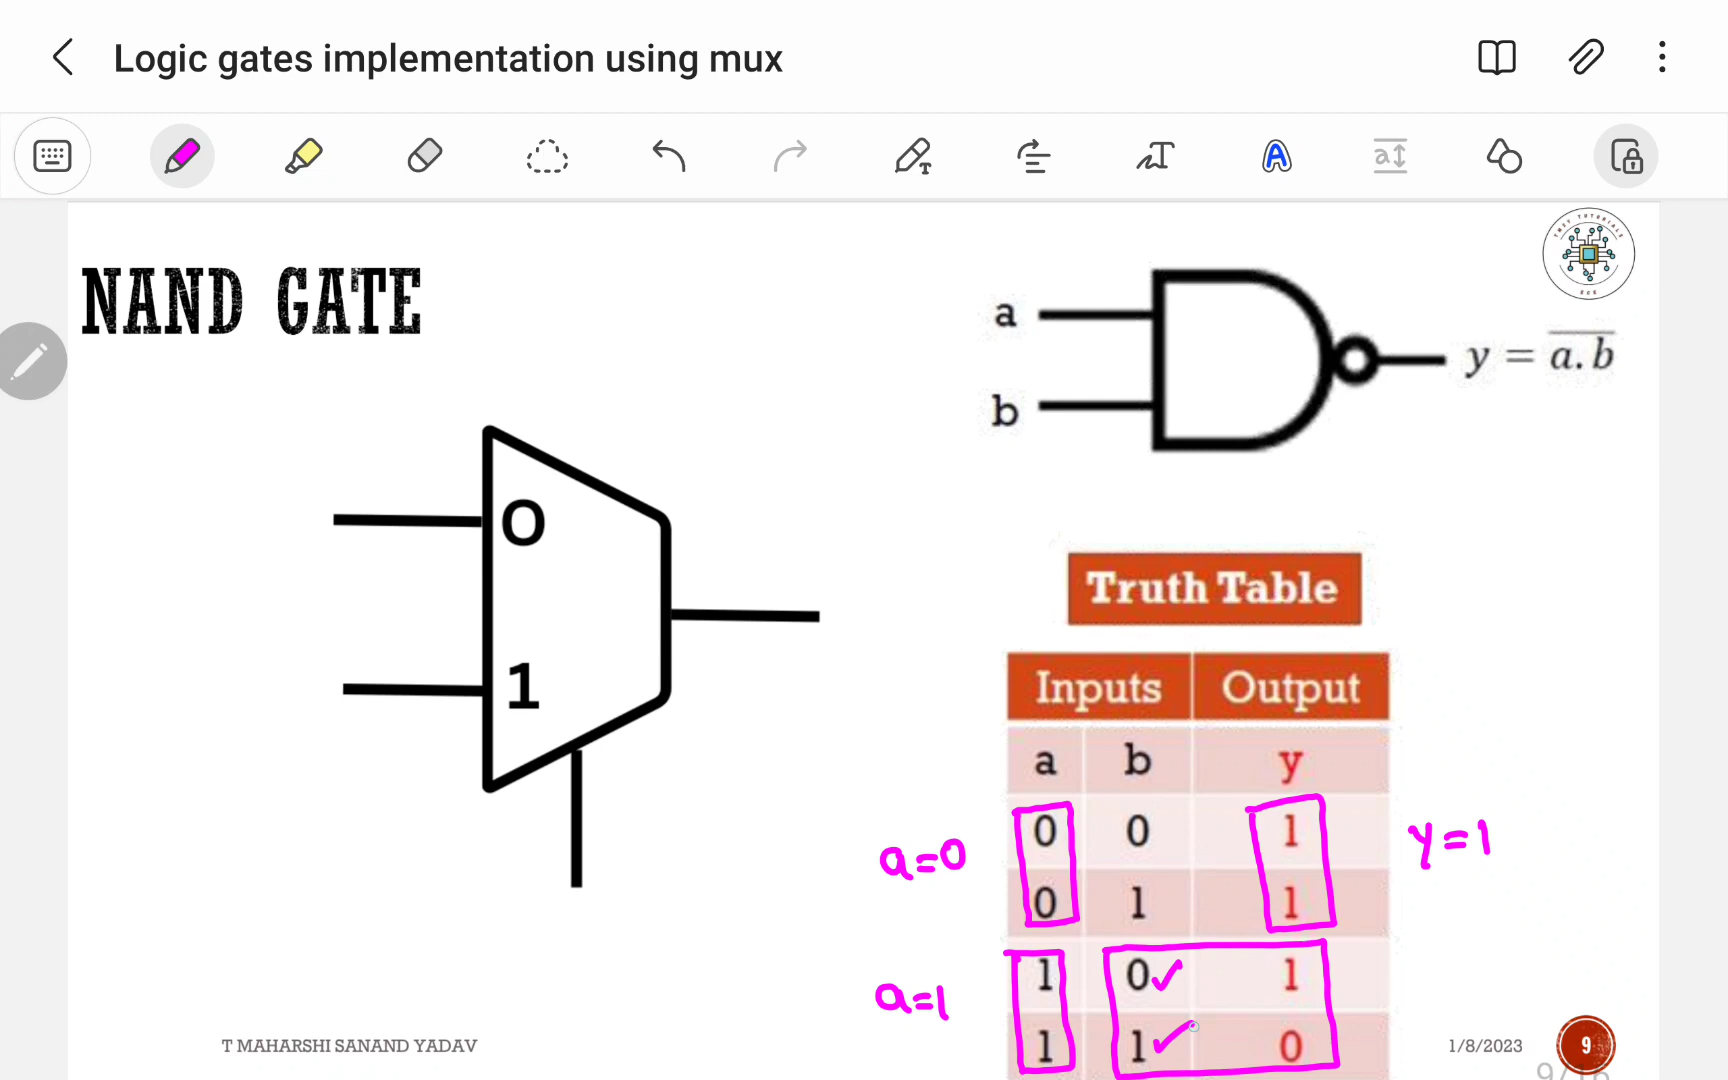 Logic gates implementation using mux
NAND GATE
a
b
y = a.b
0
1
Truth Table
Inputs Output
a b y
0 0 1
0 1 1
1 0 1
1 1 0
a=0
y=1
a=1
T MAHARSHI SANAND YADAV
1/8/2023
9